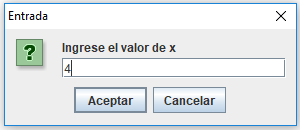 Entrada
Ingrese el valor de x
4
Aceptar Cancelar